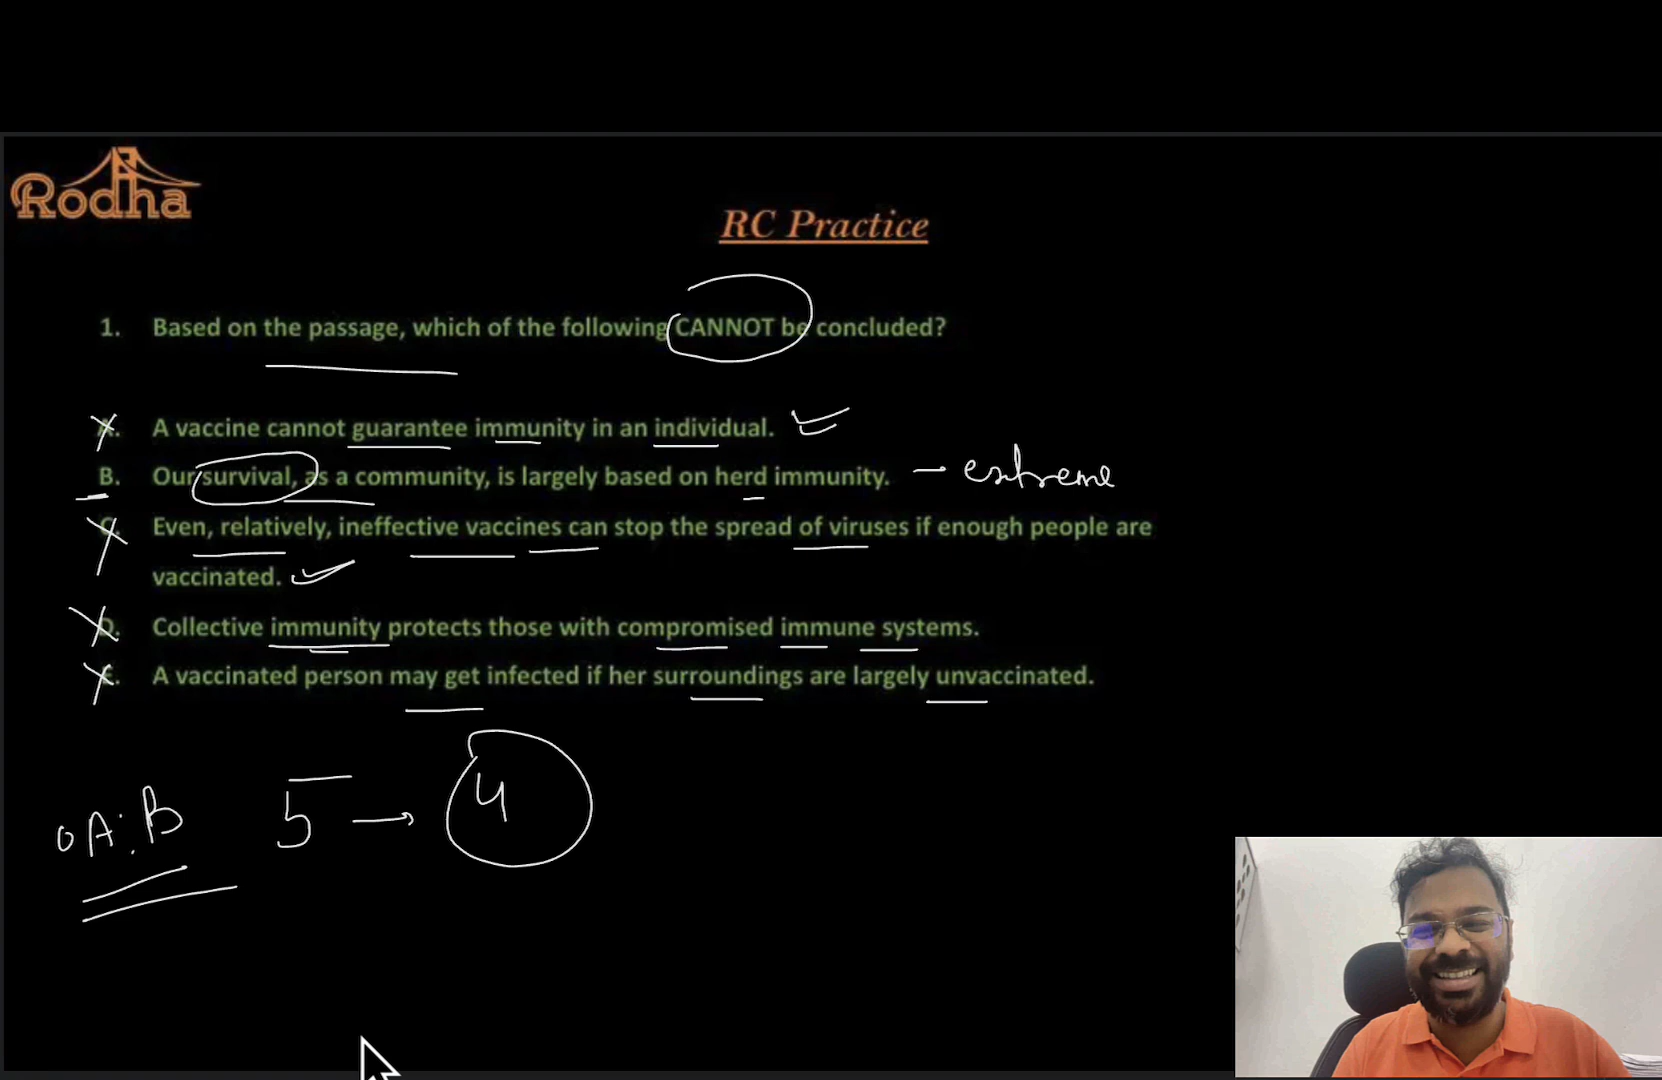 Rodha
RC Practice
1. Based on the passage, which of the following CANNOT be concluded?
A. A vaccine cannot guarantee immunity in an individual.
B. Our survival, as a community, is largely based on herd immunity. - extreme
C. Even, relatively, ineffective vaccines can stop the spread of viruses if enough people are
vaccinated.
D. Collective immunity protects those with compromised immune systems.
E. A vaccinated person may get infected if her surroundings are largely unvaccinated.
OA: B 5 → 4